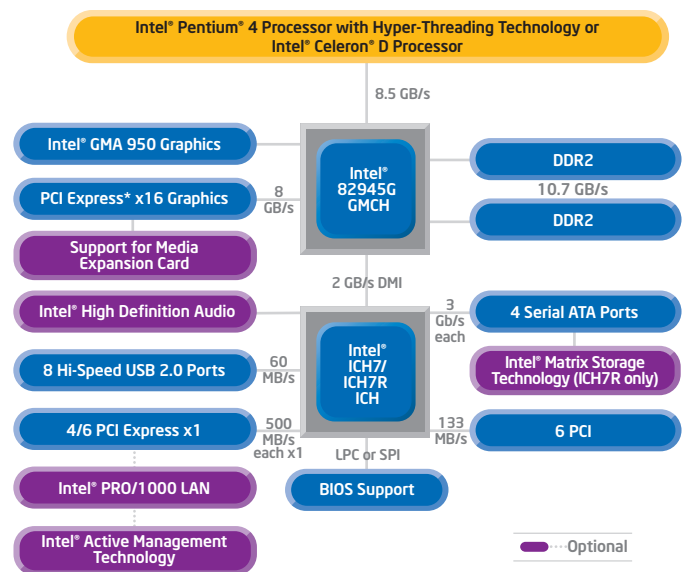 Intel® Pentium® 4 Processor with Hyper-Threading Technology or
Intel® Celeron® D Processor
8.5 GB/s
Intel® GMA 950 Graphics
PCI Express* x16 Graphics
8
GB/s
Support for Media
Expansion Card
Intel®
82945G
GMCH
DDR2
10.7 GB/s
DDR2
2 GB/s DMI
Intel® High Definition Audio
8 Hi-Speed USB 2.0 Ports
60
MB/s
4/6 PCI Express x1
500
MB/s
each x1
Intel® PRO/1000 LAN
Intel® Active Management
Technology
Intel®
ICH7/
ICH7R
ICH
3
Gb/s
each
4 Serial ATA Ports
Intel® Matrix Storage
Technology (ICH7R only)
133
MB/s
6 PCI
LPC or SPI
BIOS Support
Optional